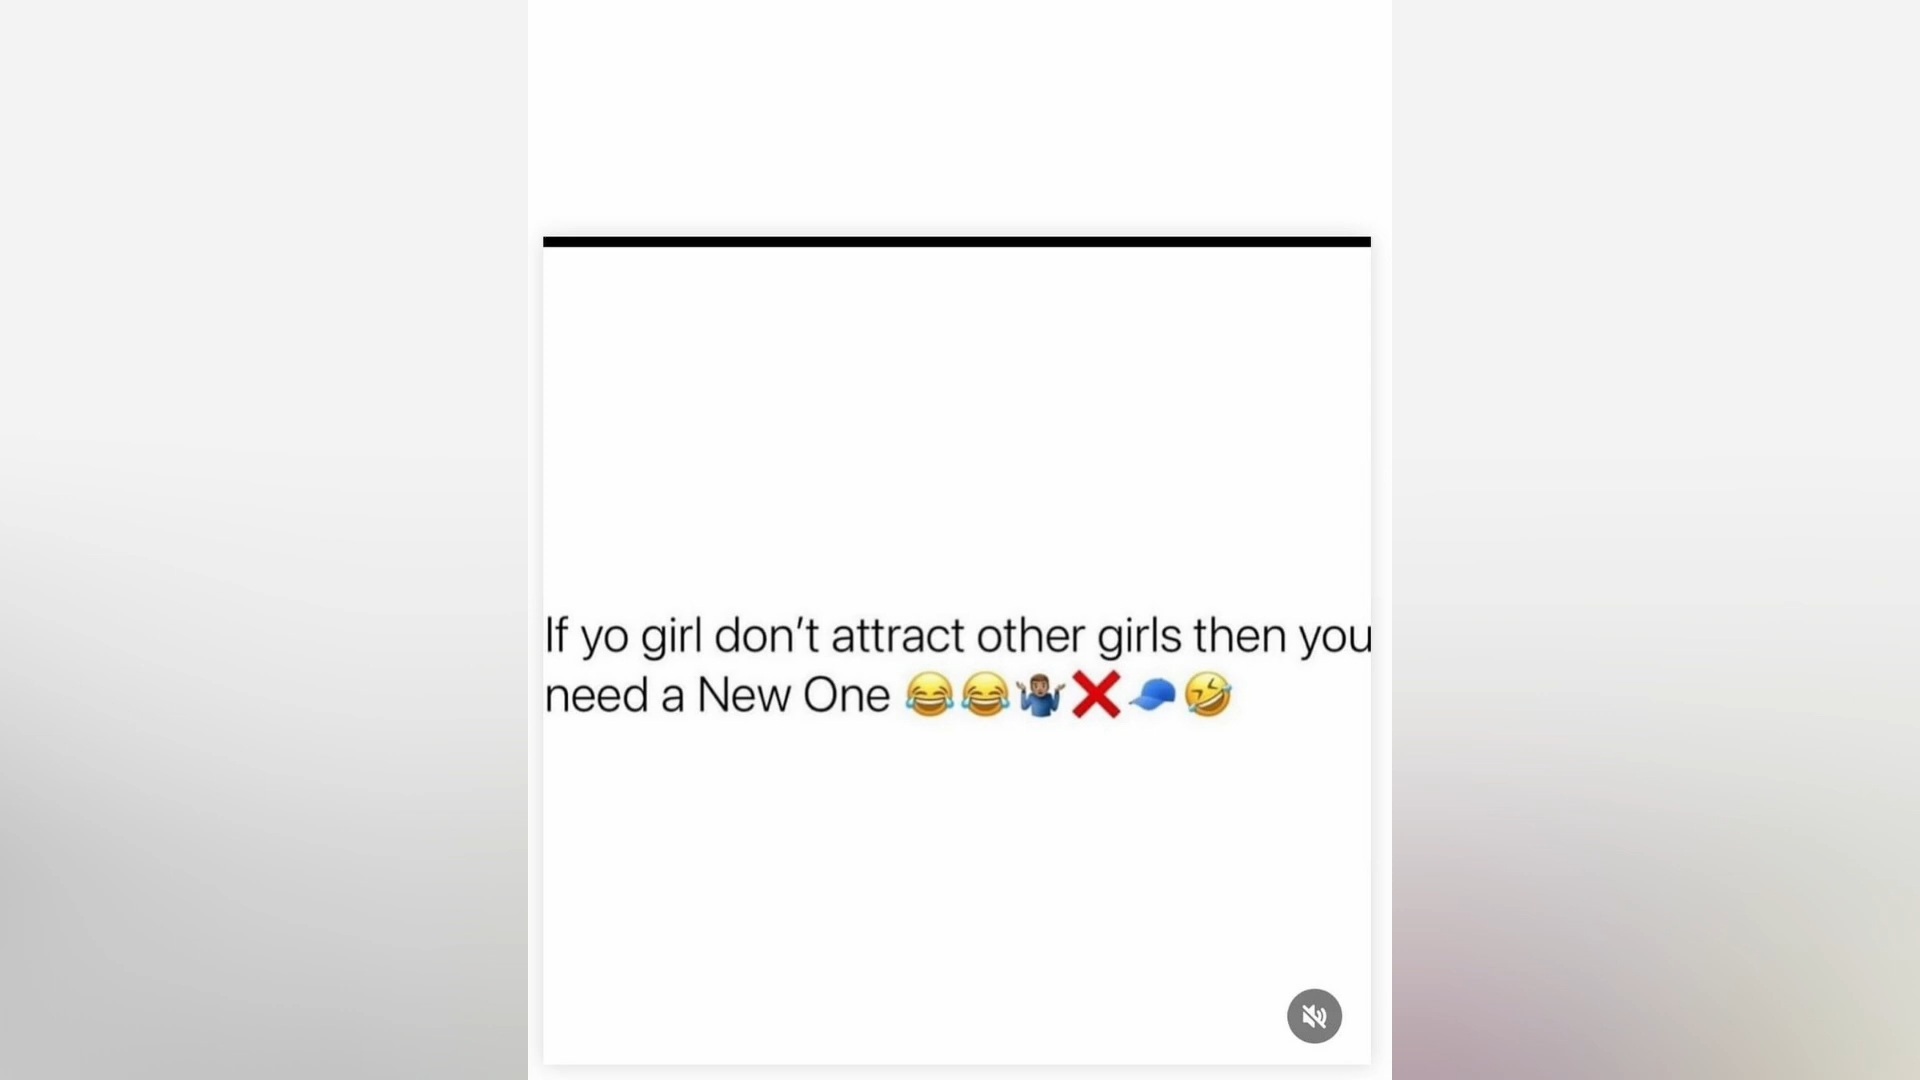 If yo girl don’t attract other girls then you
need a New One 😂😂🤷🏽‍♂️❌🧢🤣